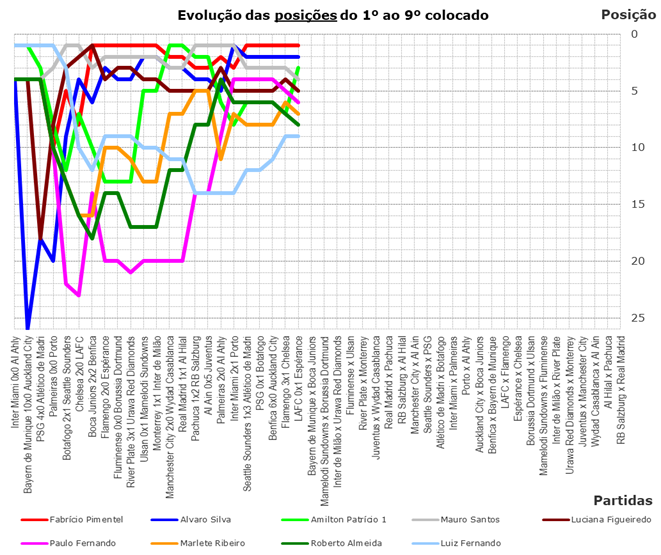 Evolução das posições do 1º ao 9º colocado
Posição
0
5
10
15
20
25
Inter Miami 0x0 Al Ahly
Bayern de Munique 10x0 Auckland City
PSG 4x0 Atlético de Madri
Palmeiras 0x0 Porto
Botafogo 2x1 Seattle Sounders
Chelsea 2x0 LAFC
Boca Juniors 2x2 Benfica
Flamengo 2x0 Espérance
Fluminense 0x0 Borussia Dortmund
River Plate 3x1 Urawa Red Diamonds
Ulsan 0x1 Mamelodi Sundowns
Monterrey 1x1 Inter de Milão
Manchester City 2x0 Wydad Casablanca
Real Madrid 1x1 Al Hilal
Pachuca 1x2 RB Salzburg
Al Ain 0x5 Juventus
Palmeiras 2x0 Al Ahly
Inter Miami 2x1 Porto
Seattle Sounders 1x3 Atlético de Madri
PSG 0x1 Botafogo
Benfica 6x0 Auckland City
Flamengo 3x1 Chelsea
LAFC 0x1 Espérance
Bayern de Munique x Boca Juniors
Mamelodi Sundowns x Borussia Dortmund
Inter de Milão x Urawa Red Diamonds
Fluminense x Ulsan
River Plate x Monterrey
Juventus x Wydad Casablanca
Real Madrid x Pachuca
RB Salzburg x Al Hilal
Manchester City x Al Ain
Seattle Sounders x PSG
Atlético de Madri x Botafogo
Inter Miami x Palmeiras
Porto x Al Ahly
Auckland City x Boca Juniors
Benfica x Bayern de Munique
LAFC x Flamengo
Espérance x Chelsea
Borussia Dortmund x Ulsan
Mamelodi Sundowns x Fluminense
Inter de Milão x River Plate
Urawa Red Diamonds x Monterrey
Juventus x Manchester City
Wydad Casablanca x Al Ain
Al Hilal x Pachuca
RB Salzburg x Real Madrid
Partidas
Fabrício Pimentel
Alvaro Silva
Amilton Patrício 1
Mauro Santos
Luciana Figueiredo
Paulo Fernando
Marlete Ribeiro
Roberto Almeida
Luiz Fernando